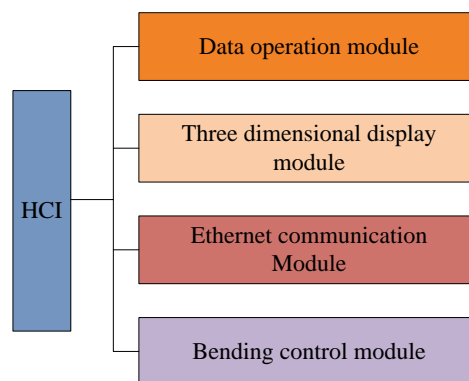 Data operation module
Three dimensional display
module
HCI
Ethernet communication
Module
Bending control module